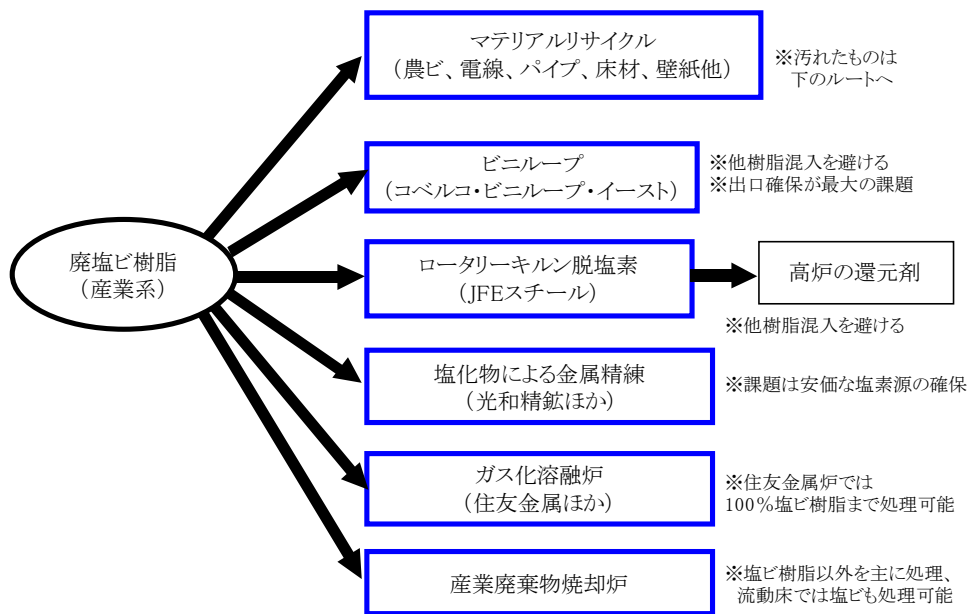 マテリアルリサイクル
(農ビ、電線、パイプ、床材、壁紙他)
※汚れたものは
下のルートへ
ビニループ
(コベルコ・ビニループ・イースト)
※他樹脂混入を避ける
※出口確保が最大の課題
廃塩ビ樹脂
(産業系)
ロータリーキルン脱塩素
(JFEスチール)
高炉の還元剤
※他樹脂混入を避ける
塩化物による金属精練
(光和精鉱ほか)
※課題は安価な塩素源の確保
ガス化溶融炉
(住友金属ほか)
※住友金属炉では
100%塩ビ樹脂まで処理可能
産業廃棄物焼却炉
※塩ビ樹脂以外を主に処理、
流動床では塩ビも処理可能